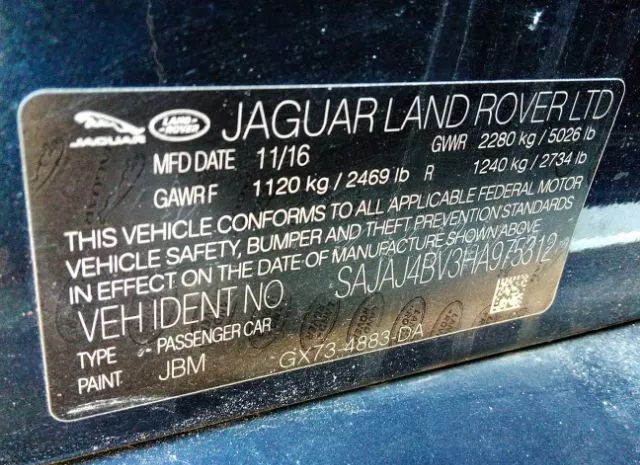 JAGUAR LAND-ROVER JAGUAR LAND ROVER LTD
MFD DATE 11/16 GVWR 2280 kg / 5026 lb
GAWR F 1120 kg / 2469 lb R 1240 kg / 2734 lb
THIS VEHICLE CONFORMS TO ALL APPLICABLE FEDERAL MOTOR
VEHICLE SAFETY, BUMPER AND THEFT PREVENTION STANDARDS
IN EFFECT ON THE DATE OF MANUFACTURE SHOWN ABOVE
VEH IDENT NO. SAJAJ4BV3HA975312
TYPE PASSENGER CAR
PAINT JBM GX73-4883-DA